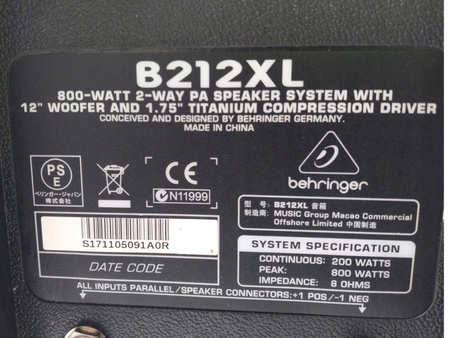 B212XL
800-WATT 2-WAY PA SPEAKER SYSTEM WITH
12" WOOFER AND 1.75" TITANIUM COMPRESSION DRIVER
CONCEIVED AND DESIGNED BY BEHRINGER GERMANY.
MADE IN CHINA
PS
E
ベリンガー・ジャパン
株式会社
CE
N11999
behringer
型号: B212XL 音箱
制造商: MUSIC Group Macao Commercial
Offshore Limited 中国制造
S171105091A0R
DATE CODE
SYSTEM SPECIFICATION
CONTINUOUS: 200 WATTS
PEAK: 800 WATTS
IMPEDANCE: 8 OHMS
ALL INPUTS PARALLEL/SPEAKER CONNECTORS:+1 POS/-1 NEG